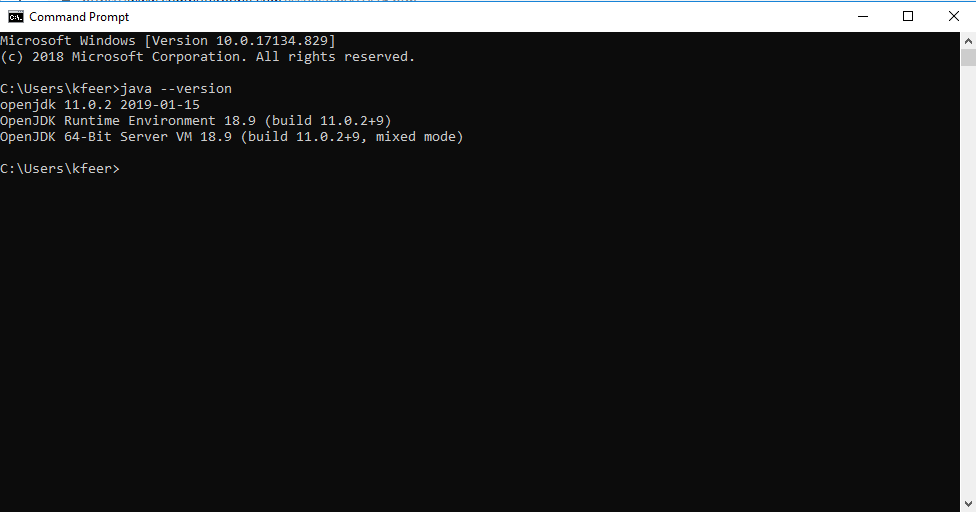 Command Prompt
Microsoft Windows [Version 10.0.17134.829]
(c) 2018 Microsoft Corporation. All rights reserved.
C:\Users\kfeer>java --version
openjdk 11.0.2 2019-01-15
OpenJDK Runtime Environment 18.9 (build 11.0.2+9)
OpenJDK 64-Bit Server VM 18.9 (build 11.0.2+9, mixed mode)
C:\Users\kfeer>